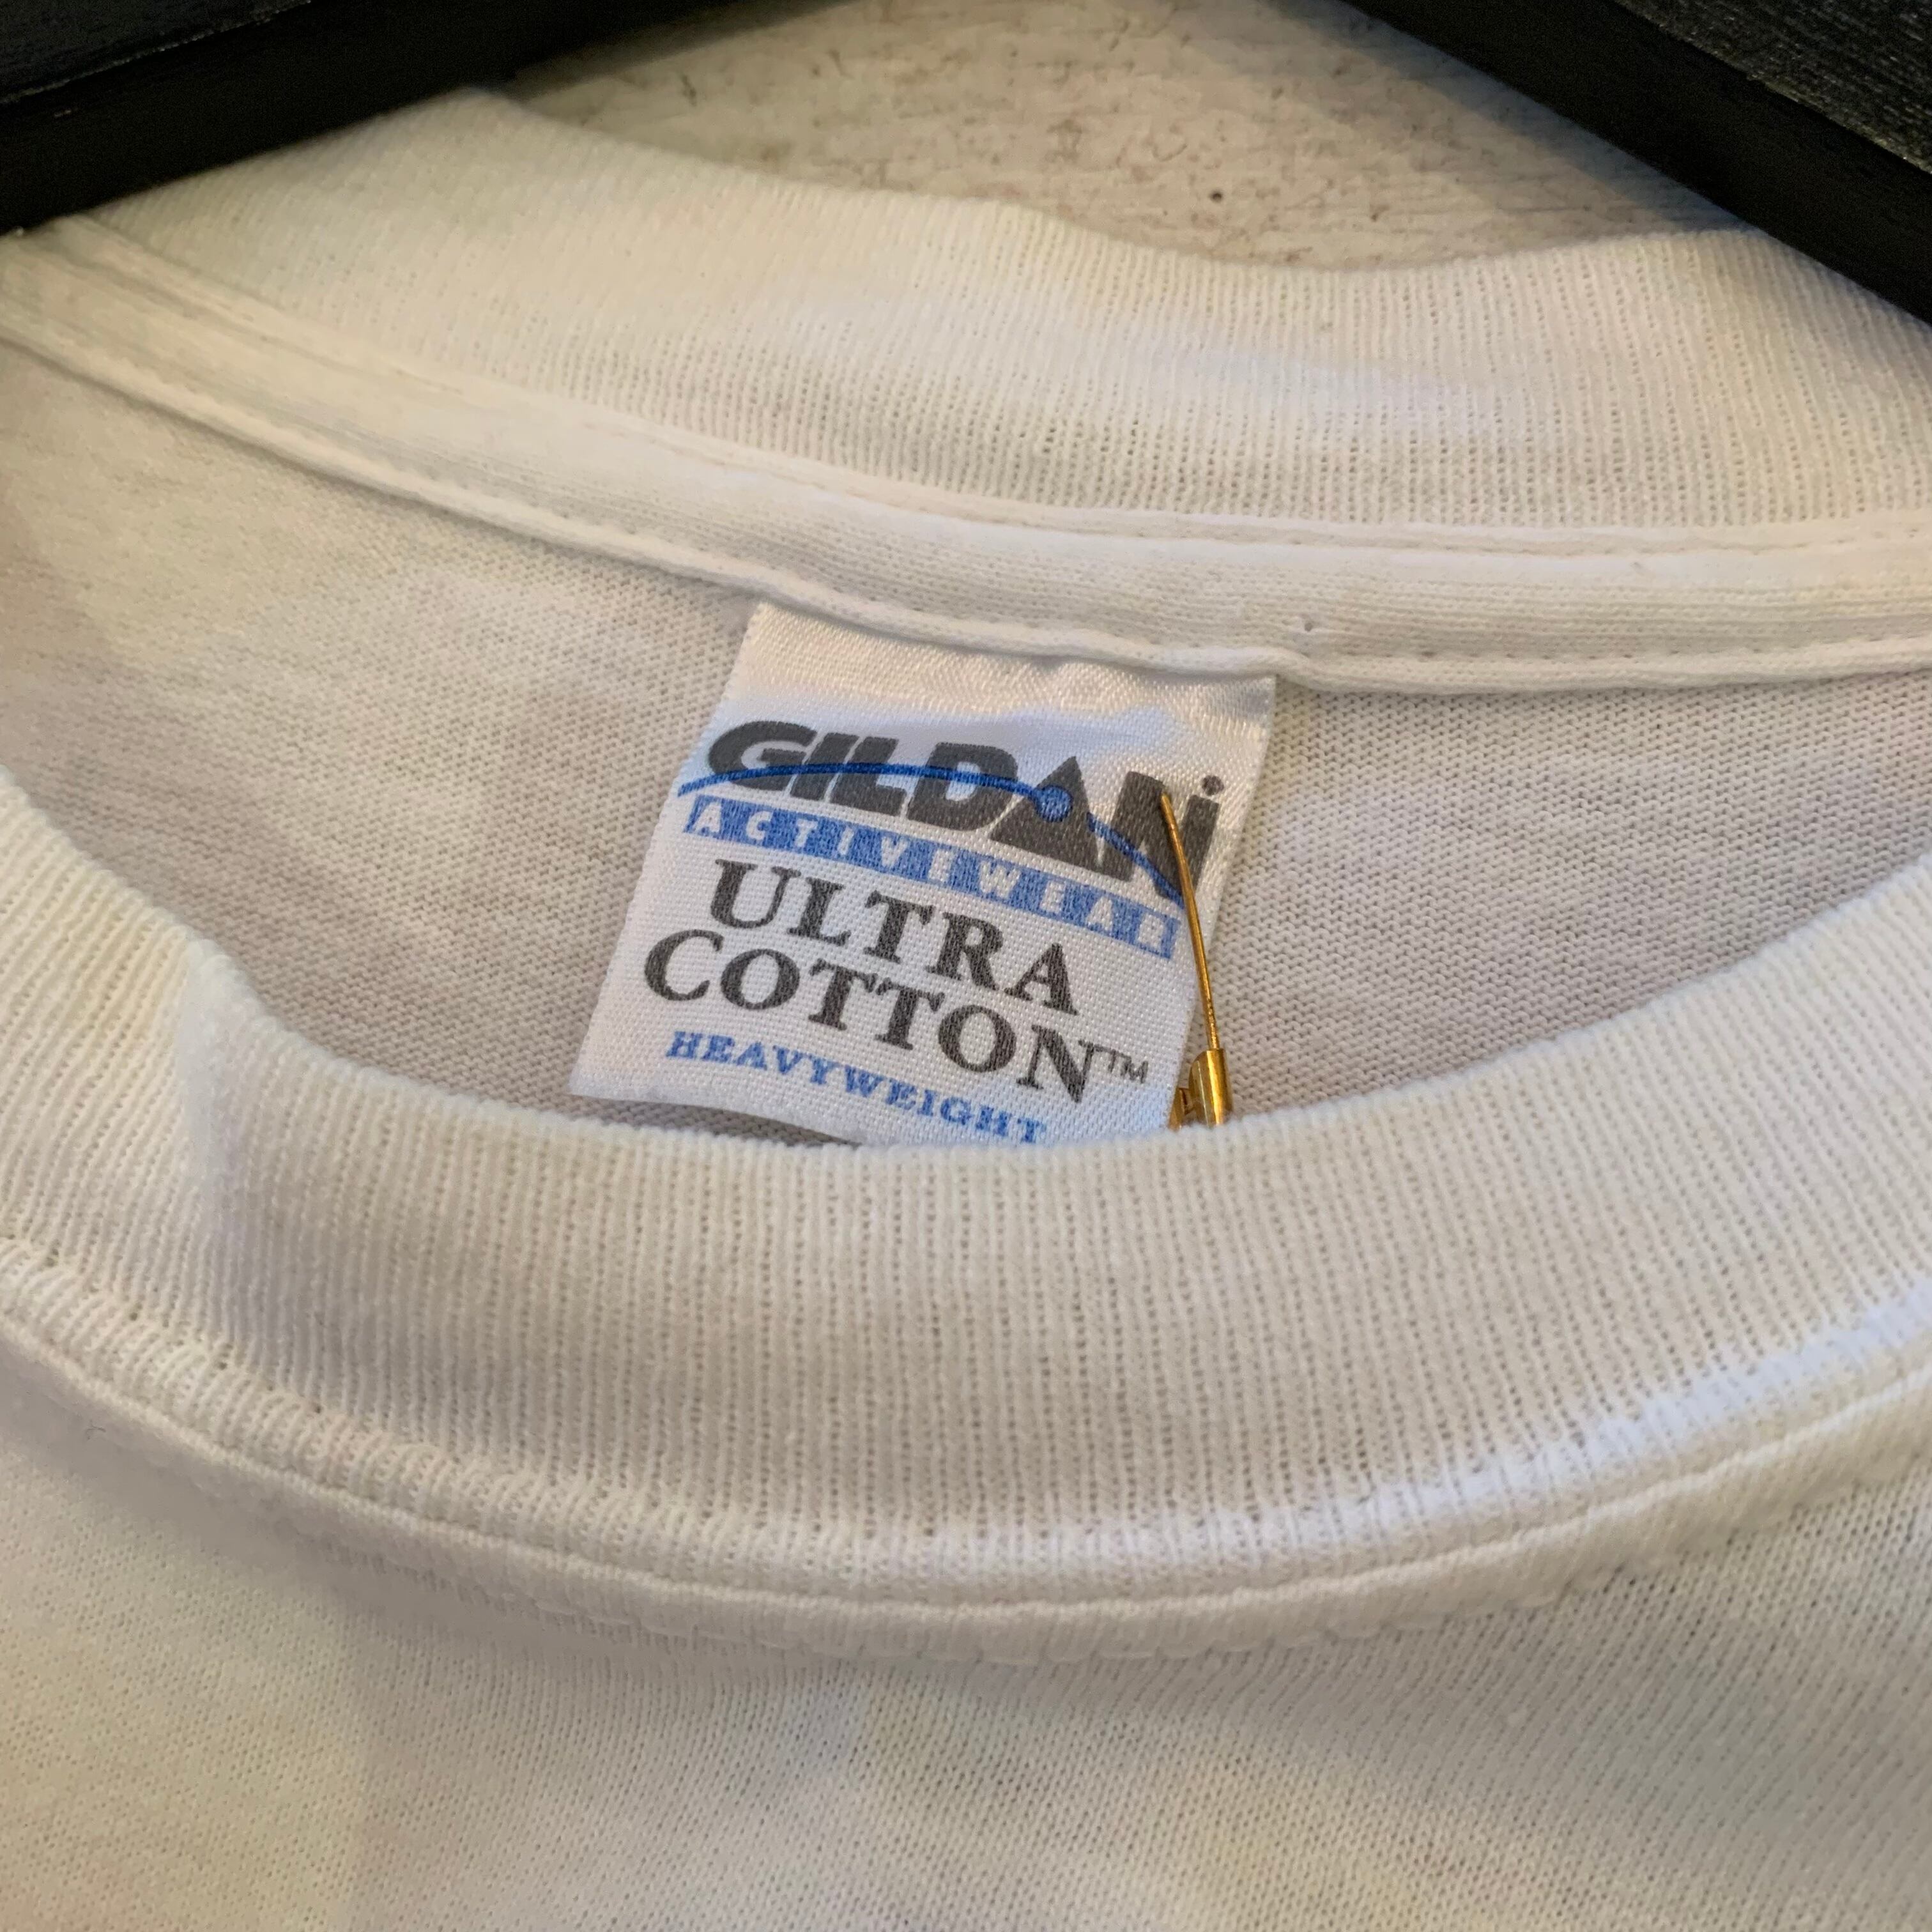 GILDAN
ACTIVEWEAR
ULTRA
COTTON™
HEAVYWEIGHT